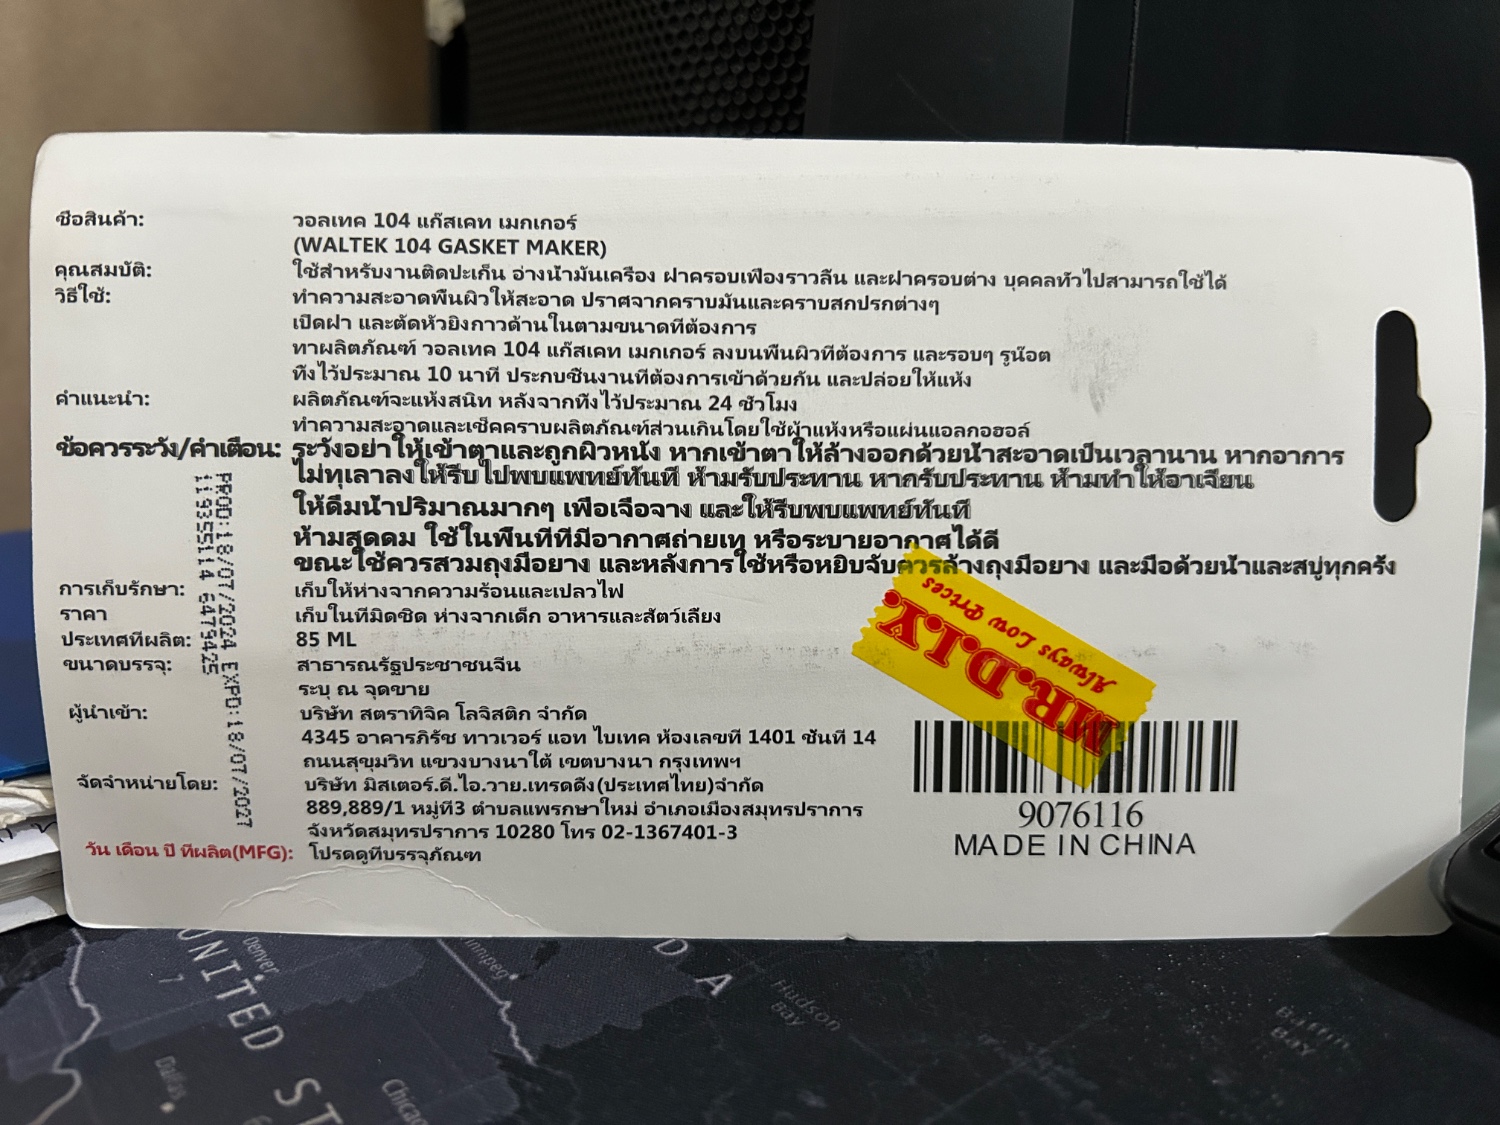 ชื่อสินค้า: วอลเทค 104 แก๊สเคท เมกเกอร์
(WALTEK 104 GASKET MAKER)
คุณสมบัติ: ใช้สำหรับงานติดปะเก็น อ่างน้ำมันเครื่อง ฝาครอบเฟืองราวลิ้น และฝาครอบต่าง บุคคลทั่วไปสามารถใช้ได้
วิธีใช้: ทำความสะอาดพื้นผิวให้สะอาด ปราศจากคราบมันและคราบสกปรกต่างๆ
เปิดฝา และตัดหัวยิงกาวด้านในตามขนาดที่ต้องการ
ทาผลิตภัณฑ์ วอลเทค 104 แก๊สเคท เมกเกอร์ ลงบนพื้นผิวที่ต้องการ และรอบๆ รูน๊อต
ทิ้งไว้ประมาณ 10 นาที ประกบชิ้นงานที่ต้องการเข้าด้วยกัน และปล่อยให้แห้ง
คำแนะนำ: ผลิตภัณฑ์จะแห้งสนิท หลังจากทิ้งไว้ประมาณ 24 ชั่วโมง
ทำความสะอาดและเช็คคราบผลิตภัณฑ์ส่วนเกินโดยใช้ผ้าแห้งหรือแผ่นแอลกอฮอล์
ข้อควรระวัง/คำเตือน: ระวังอย่าให้เข้าตาและถูกผิวหนัง หากเข้าตาให้ล้างออกด้วยน้ำสะอาดเป็นเวลานาน หากอาการ
ไม่ทุเลาลงให้รีบไปพบแพทย์ทันที ห้ามรับประทาน หากรับประทาน ห้ามทำให้อาเจียน
ให้ดื่มน้ำปริมาณมากๆ เพื่อเจือจาง และให้รีบพบแพทย์ทันที
ห้ามสูดดม ใช้ในพื้นที่ที่มีอากาศถ่ายเท หรือระบายอากาศได้ดี
ขณะใช้ควรสวมถุงมือยาง และหลังการใช้หรือหยิบจับควรล้างถุงมือยาง และมือด้วยน้ำและสบู่ทุกครั้ง
การเก็บรักษา: เก็บให้ห่างจากความร้อนและเปลวไฟ
ราคา เก็บในที่มิดชิด ห่างจากเด็ก อาหารและสัตว์เลี้ยง
ประเทศที่ผลิต: 85 ML
ขนาดบรรจุ: สาธารณรัฐประชาชนจีน
ระบุ ณ จุดขาย
ผู้นำเข้า: บริษัท สตราทิจิค โลจิสติก จำกัด
4345 อาคารภิรัช ทาวเวอร์ แอท ไบเทค ห้องเลขที่ 1401 ชั้นที่ 14
ถนนสุขุมวิท แขวงบางนาใต้ เขตบางนา กรุงเทพฯ
จัดจำหน่ายโดย: บริษัท มิสเตอร์.ดี.ไอ.วาย.เทรดดิ้ง(ประเทศไทย)จำกัด
889,889/1 หมู่ที่3 ตำบลแพรกษาใหม่ อำเภอเมืองสมุทรปราการ
จังหวัดสมุทรปราการ 10280 โทร 02-1367401-3
วัน เดือน ปี ที่ผลิต(MFG): โปรดดูที่บรรจุภัณฑ์
PROD:18/07/2024 EXPD:18/07/2027
MR.D.I.Y.
Always Low Prices
9076116
MADE IN CHINA
UNITED ST
Denver
Winnipeg
D A
Hudson
Bay
Baffin
Bay
Dallas
Chicago